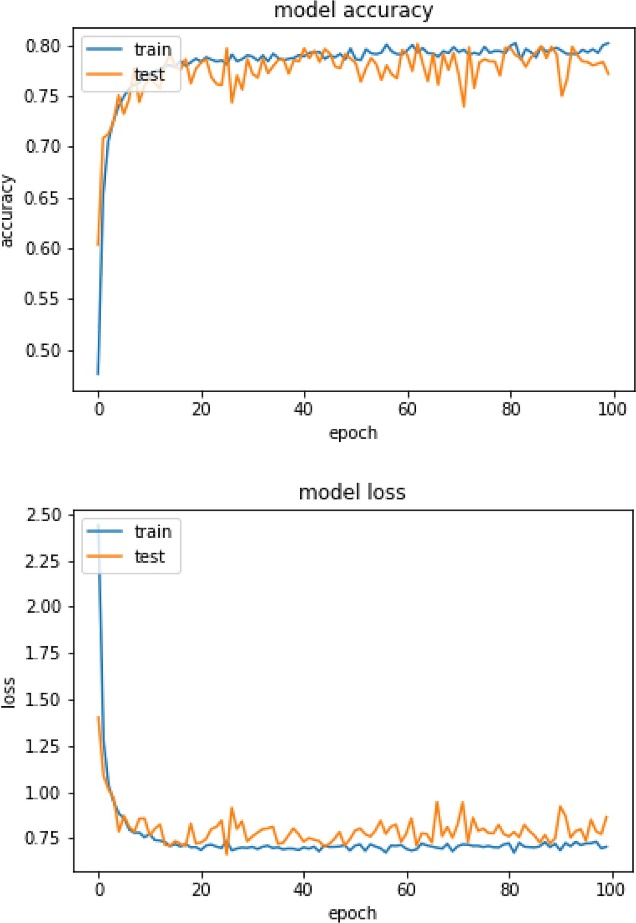 model accuracy
train
test
0.80
0.75
0.70
0.65
0.60
0.55
0.50
accuracy
0 20 40 60 80 100
epoch
model loss
train
test
2.50
2.25
2.00
1.75
1.50
1.25
1.00
0.75
loss
0 20 40 60 80 100
epoch